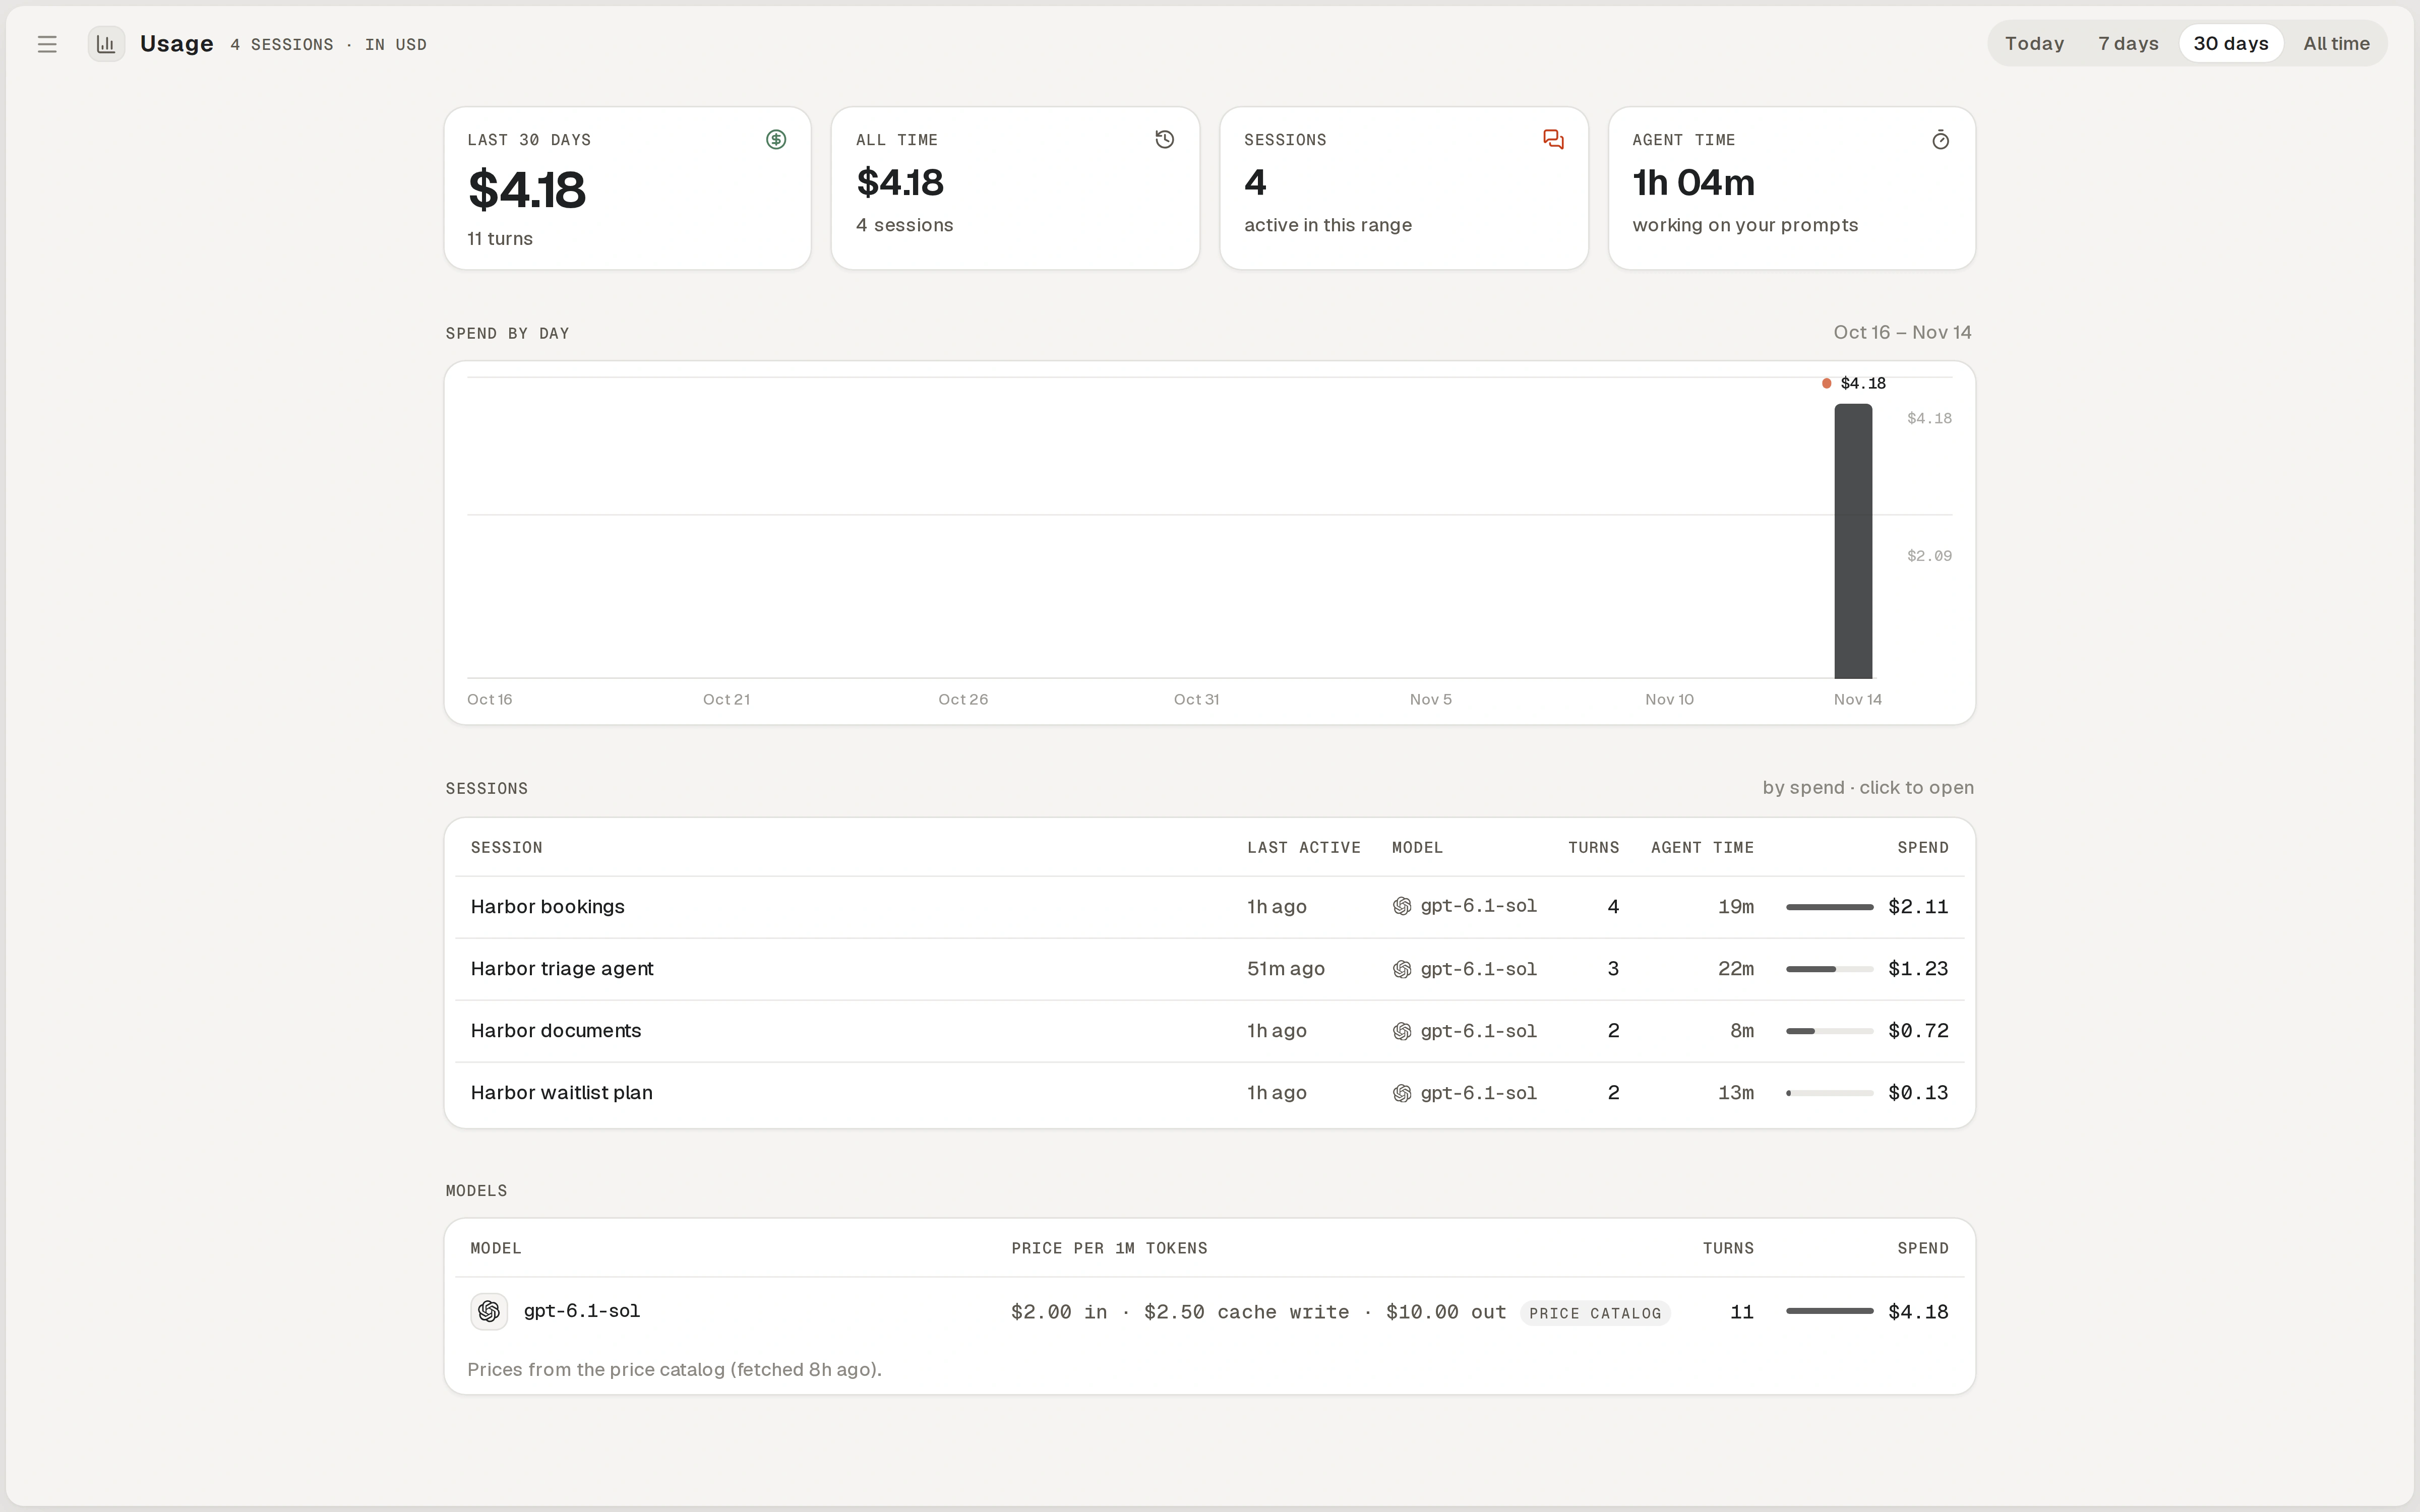 Usage 4 SESSIONS · IN USD Today 7 days 30 days All time
LAST 30 DAYS
$4.18
11 turns
ALL TIME
$4.18
4 sessions
SESSIONS
4
active in this range
AGENT TIME
1h 04m
working on your prompts
SPEND BY DAY Oct 16 – Nov 14
$4.18
$4.18
$2.09
Oct 16 Oct 21 Oct 26 Oct 31 Nov 5 Nov 10 Nov 14
SESSIONS by spend · click to open
SESSION LAST ACTIVE MODEL TURNS AGENT TIME SPEND
Harbor bookings 1h ago gpt-6.1-sol 4 19m $2.11
Harbor triage agent 51m ago gpt-6.1-sol 3 22m $1.23
Harbor documents 1h ago gpt-6.1-sol 2 8m $0.72
Harbor waitlist plan 1h ago gpt-6.1-sol 2 13m $0.13
MODELS
MODEL PRICE PER 1M TOKENS TURNS SPEND
gpt-6.1-sol $2.00 in · $2.50 cache write · $10.00 out PRICE CATALOG 11 $4.18
Prices from the price catalog (fetched 8h ago).